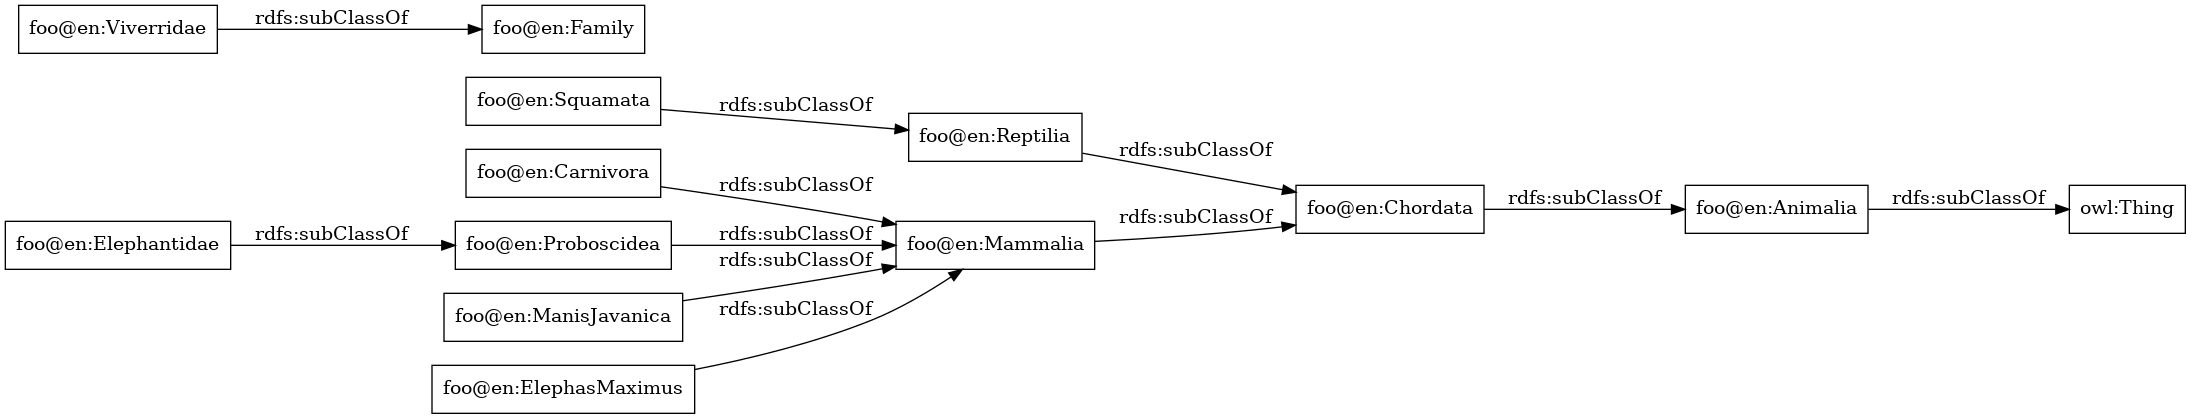 foo@en:Viverridae
rdfs:subClassOf
foo@en:Family
foo@en:Squamata
rdfs:subClassOf
foo@en:Reptilia
rdfs:subClassOf
foo@en:Carnivora
rdfs:subClassOf
foo@en:Chordata
rdfs:subClassOf
foo@en:Animalia
rdfs:subClassOf
owl:Thing
foo@en:Elephantidae
rdfs:subClassOf
foo@en:Proboscidea
rdfs:subClassOf
foo@en:Mammalia
rdfs:subClassOf
rdfs:subClassOf
foo@en:ManisJavanica
rdfs:subClassOf
foo@en:ElephasMaximus